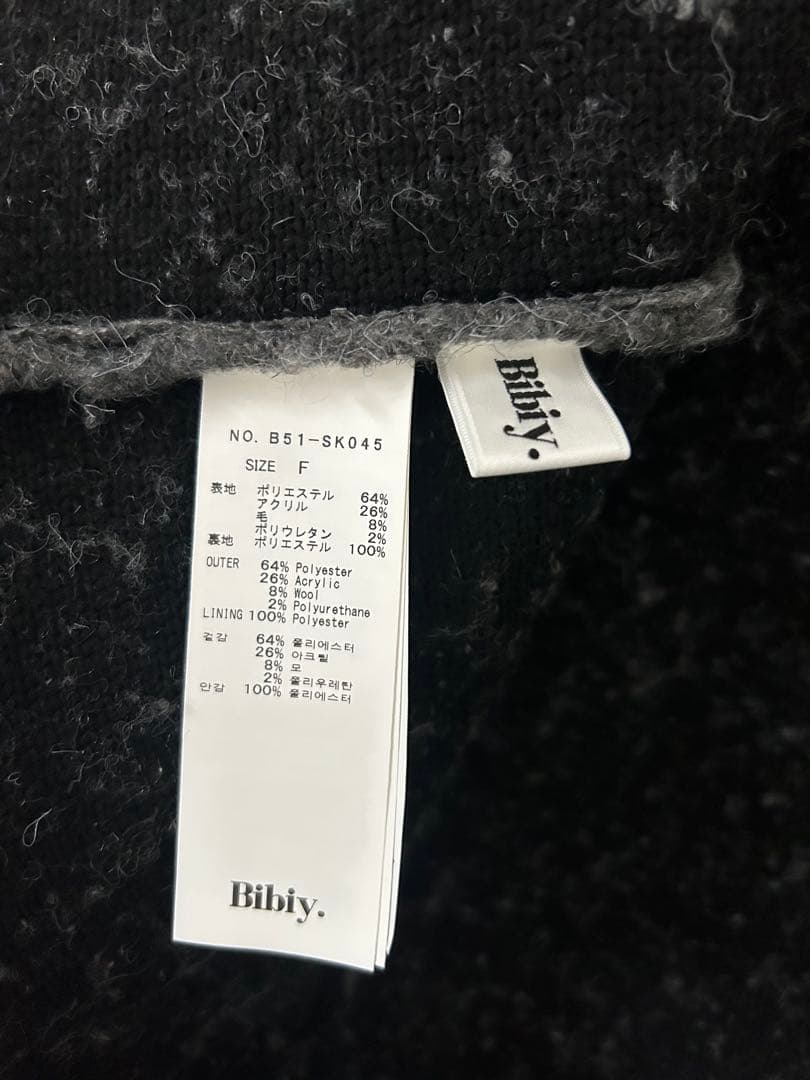 Bibiy.
NO. B51-SK045
SIZE F
表地 ポリエステル 64%
アクリル 26%
毛 8%
ポリウレタン 2%
裏地 ポリエステル 100%
OUTER 64% Polyester
26% Acrylic
8% Wool
2% Polyurethane
LINING 100% Polyester
겉감 64% 폴리에스터
26% 아크릴
8% 모
2% 폴리우레탄
안감 100% 폴리에스터
Bibiy.